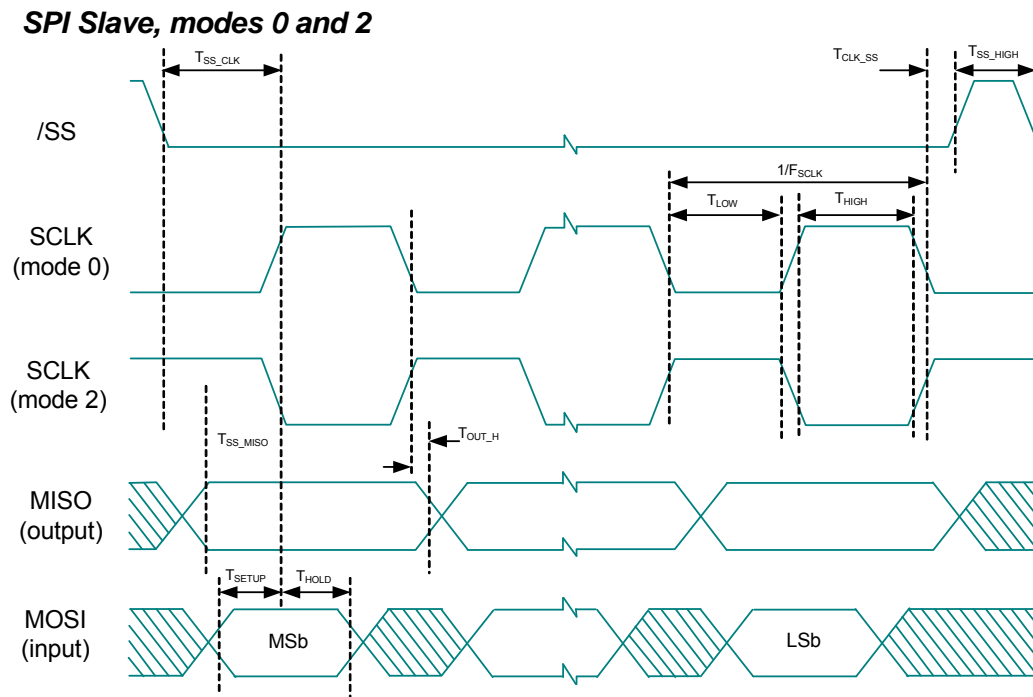 SPI Slave, modes 0 and 2
TSS_CLK
TCLK_SS
TSS_HIGH
/SS
1/FSCLK
TLOW
THIGH
SCLK
(mode 0)
SCLK
(mode 2)
TSS_MISO
TOUT_H
MISO
(output)
TSETUP
THOLD
MOSI
(input)
MSb
LSb